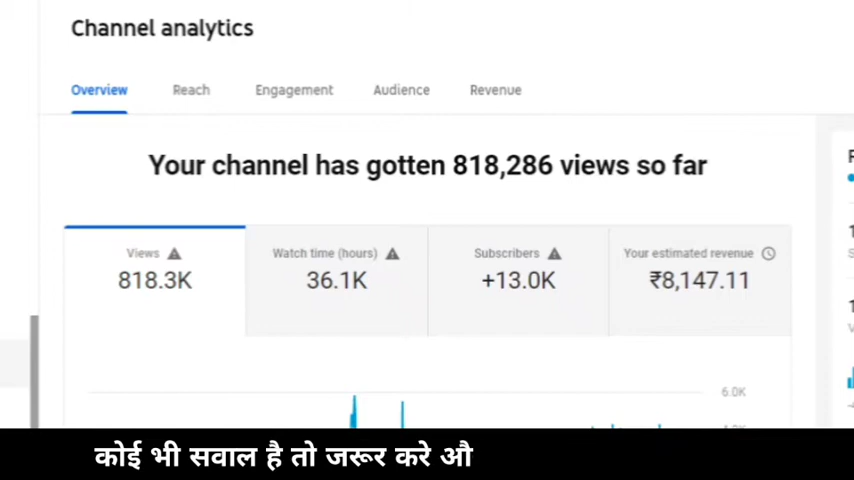 Channel analytics
Overview Reach Engagement Audience Revenue
Your channel has gotten 818,286 views so far
Views Watch time (hours) Subscribers Your estimated revenue
818.3K 36.1K +13.0K ₹8,147.11
6.0K
कोई भी सवाल है तो जरूर करे औ